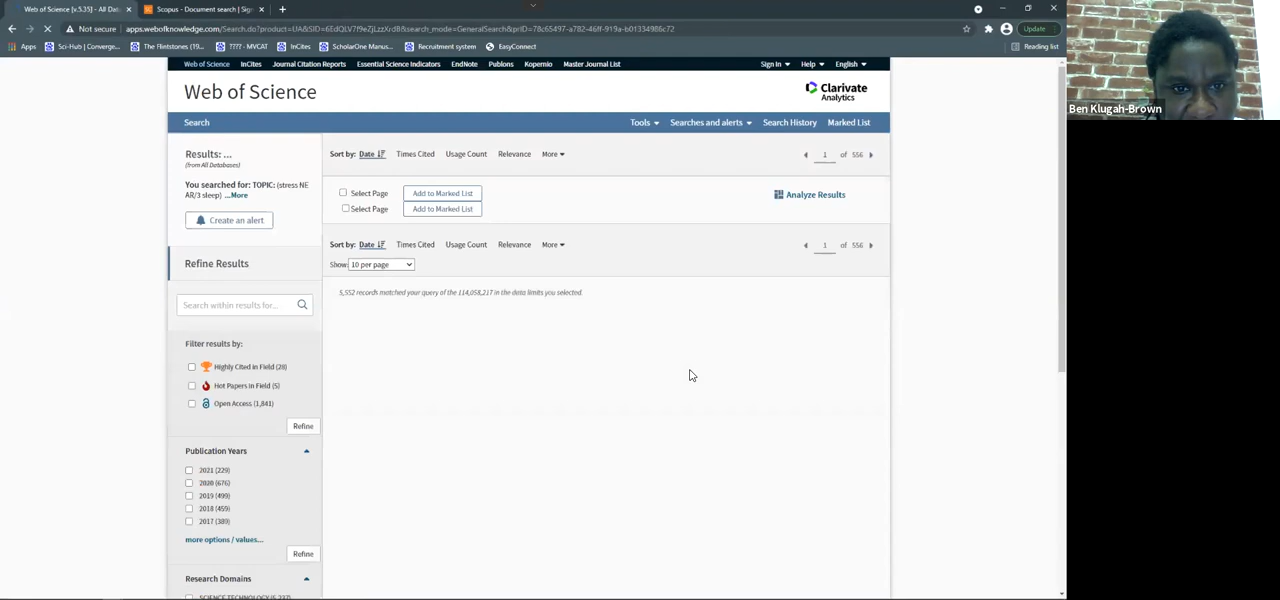 Web of Science [v.5.35] - All Dat
Scopus - Document search | Sign
Not secure apps.webofknowledge.com/Search.do?product=UA&search_mode=GeneralSearch
Update
Apps Sci-Hub | Converge... The Flintstones (19... ???? - MVCAT InCites ScholarOne Manus... Recruitment system EasyConnect Reading list
Web of Science InCites Journal Citation Reports Essential Science Indicators EndNote Publons Kopernio Master Journal List Sign In Help English
Web of Science
Clarivate
Analytics
Search Tools Searches and alerts Search History Marked List
Results: ...
(from All Databases)
You searched for: TOPIC: (stress NE
AR/3 sleep) ...More
Create an alert
Sort by: Date Times Cited Usage Count Relevance More 1 of 556
Select Page Add to Marked List Analyze Results
Select Page Add to Marked List
Sort by: Date Times Cited Usage Count Relevance More 1 of 556
Show: 10 per page
5,552 records matched your query of the 114,058,217 in the data limits you selected.
Refine Results
Search within results for...
Filter results by:
Highly Cited in Field (28)
Hot Papers in Field (5)
Open Access (1,841)
Refine
Publication Years
2021 (229)
2020 (676)
2019 (499)
2018 (459)
2017 (389)
more options / values...
Refine
Research Domains
SCIENCE TECHNOLOGY (5,237)
Ben Klugah-Brown